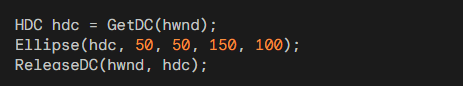 HDC hdc = GetDC(hwnd);
Ellipse(hdc, 50, 50, 150, 100);
ReleaseDC(hwnd, hdc);